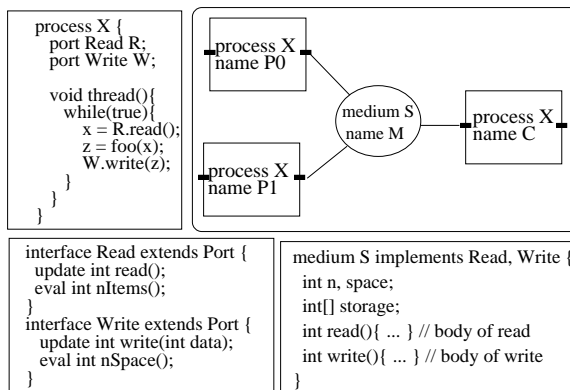 process X {
port Read R;
port Write W;
void thread(){
while(true){
x = R.read();
z = foo(x);
W.write(z);
}
}
}
process X
name P0
medium S
name M
process X
name C
process X
name P1
interface Read extends Port {
update int read();
eval int nItems();
}
interface Write extends Port {
update int write(int data);
eval int nSpace();
}
medium S implements Read, Write {
int n, space;
int[] storage;
int read(){ ... } // body of read
int write(){ ... } // body of write
}